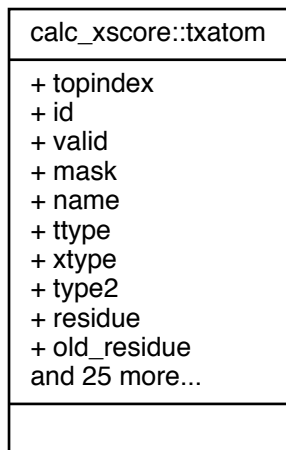 calc_xscore::txatom
+ topindex
+ id
+ valid
+ mask
+ name
+ ttype
+ xtype
+ type2
+ residue
+ old_residue
and 25 more...